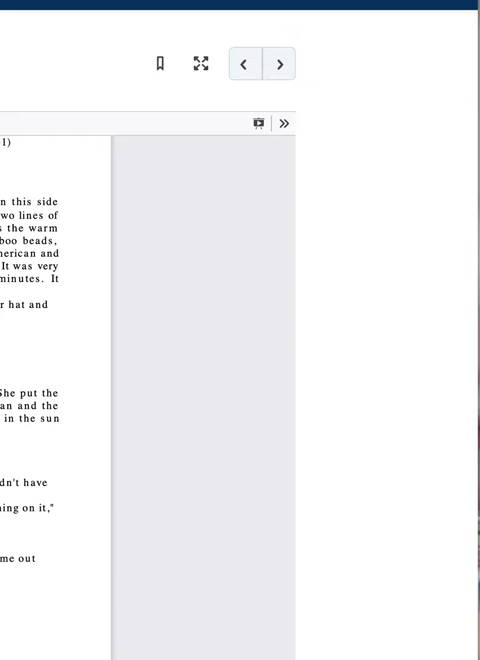 1)
n this side
wo lines of
s the warm
boo beads,
nerican and
It was very
minutes. It
r hat and
She put the
an and the
in the sun
dn't have
ning on it,"
me out